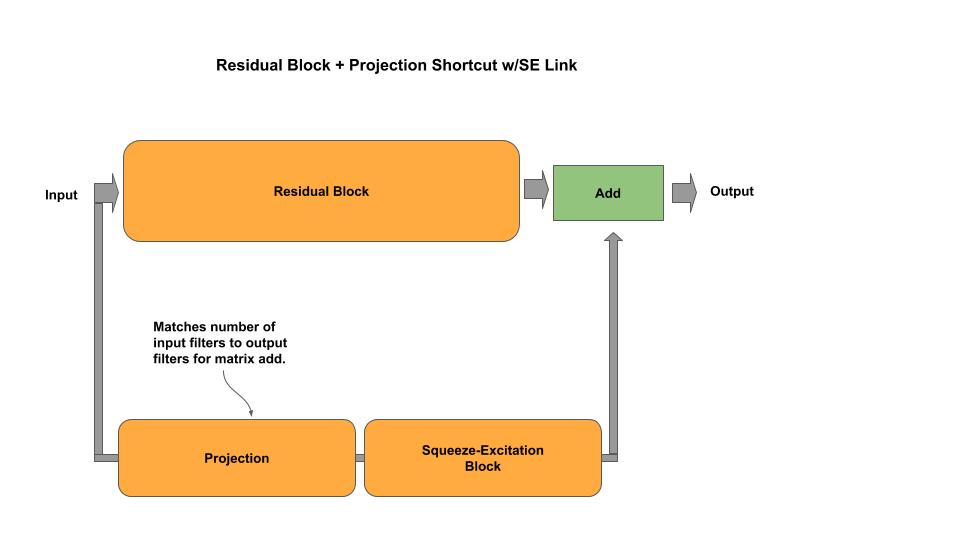 Residual Block + Projection Shortcut w/SE Link
Input
Residual Block
Add
Output
Matches number of
input filters to output
filters for matrix add.
Projection
Squeeze-Excitation
Block